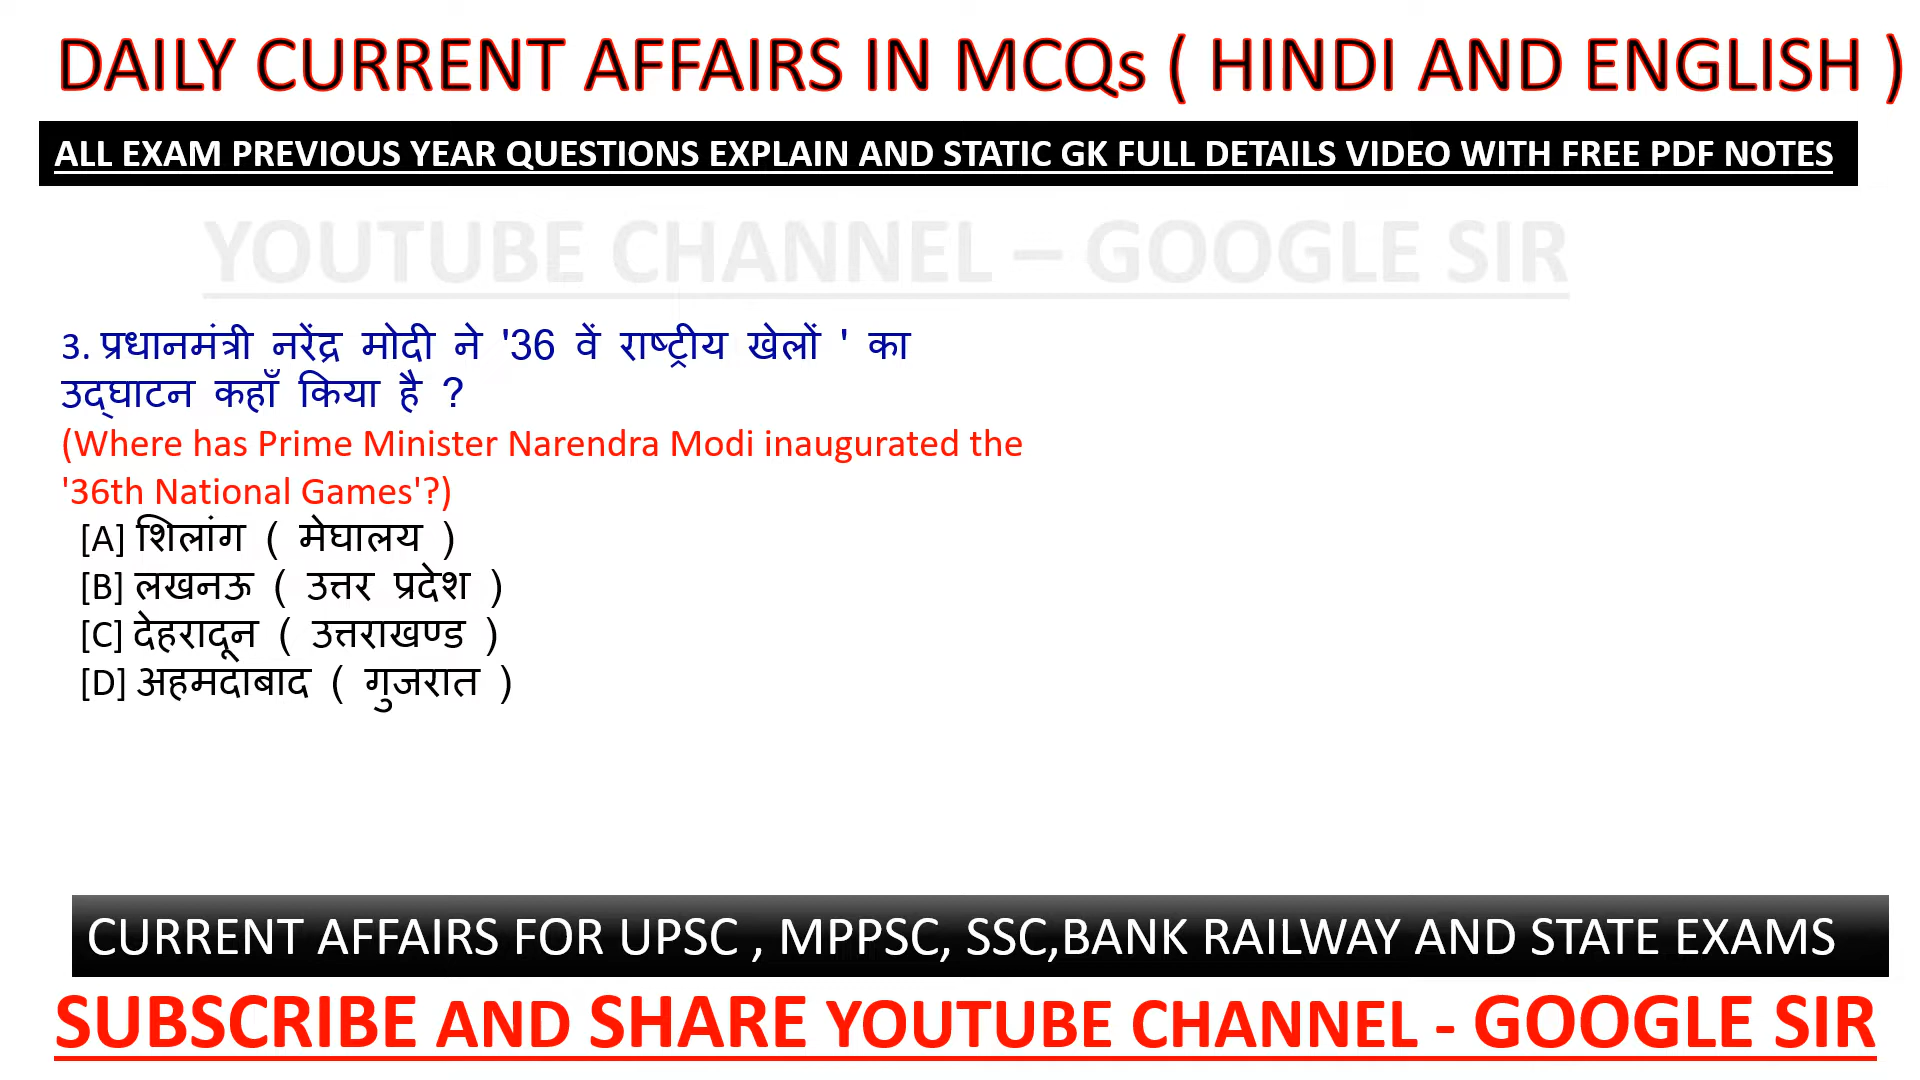 DAILY CURRENT AFFAIRS IN MCQs ( HINDI AND ENGLISH )
ALL EXAM PREVIOUS YEAR QUESTIONS EXPLAIN AND STATIC GK FULL DETAILS VIDEO WITH FREE PDF NOTES
YOUTUBE CHANNEL – GOOGLE SIR
3. प्रधानमंत्री नरेंद्र मोदी ने '36 वें राष्ट्रीय खेलों ' का
उद्घाटन कहाँ किया है ?
(Where has Prime Minister Narendra Modi inaugurated the
'36th National Games'?)
[A] शिलांग ( मेघालय )
[B] लखनऊ ( उत्तर प्रदेश )
[C] देहरादून ( उत्तराखण्ड )
[D] अहमदाबाद ( गुजरात )
CURRENT AFFAIRS FOR UPSC , MPPSC, SSC,BANK RAILWAY AND STATE EXAMS
SUBSCRIBE AND SHARE YOUTUBE CHANNEL - GOOGLE SIR